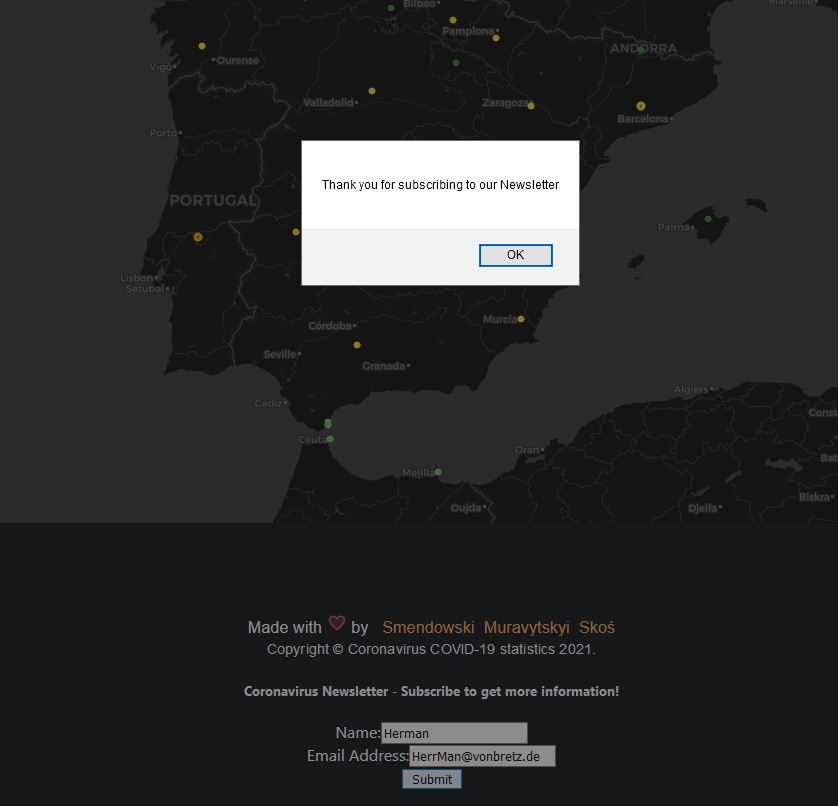 Bilbao
Marseille
Pamplona
ANDORRA
Vigo
Ourense
Valladolid
Zaragoza
Barcelona
Porto
Thank you for subscribing to our Newsletter
PORTUGAL
Palma
OK
Lisbon
Setúbal
Murcia
Córdoba
Seville
Granada
Algiers
Cádiz
Const
Ceuta
Oran
Bat
Melilla
Biskra
Oujda
Djelfa
Made with by Smendowski Muravytskyi Skoś
Copyright © Coronavirus COVID-19 statistics 2021.
Coronavirus Newsletter - Subscribe to get more information!
Name: Herman
Email Address: HerrMan@vonbretz.de
Submit